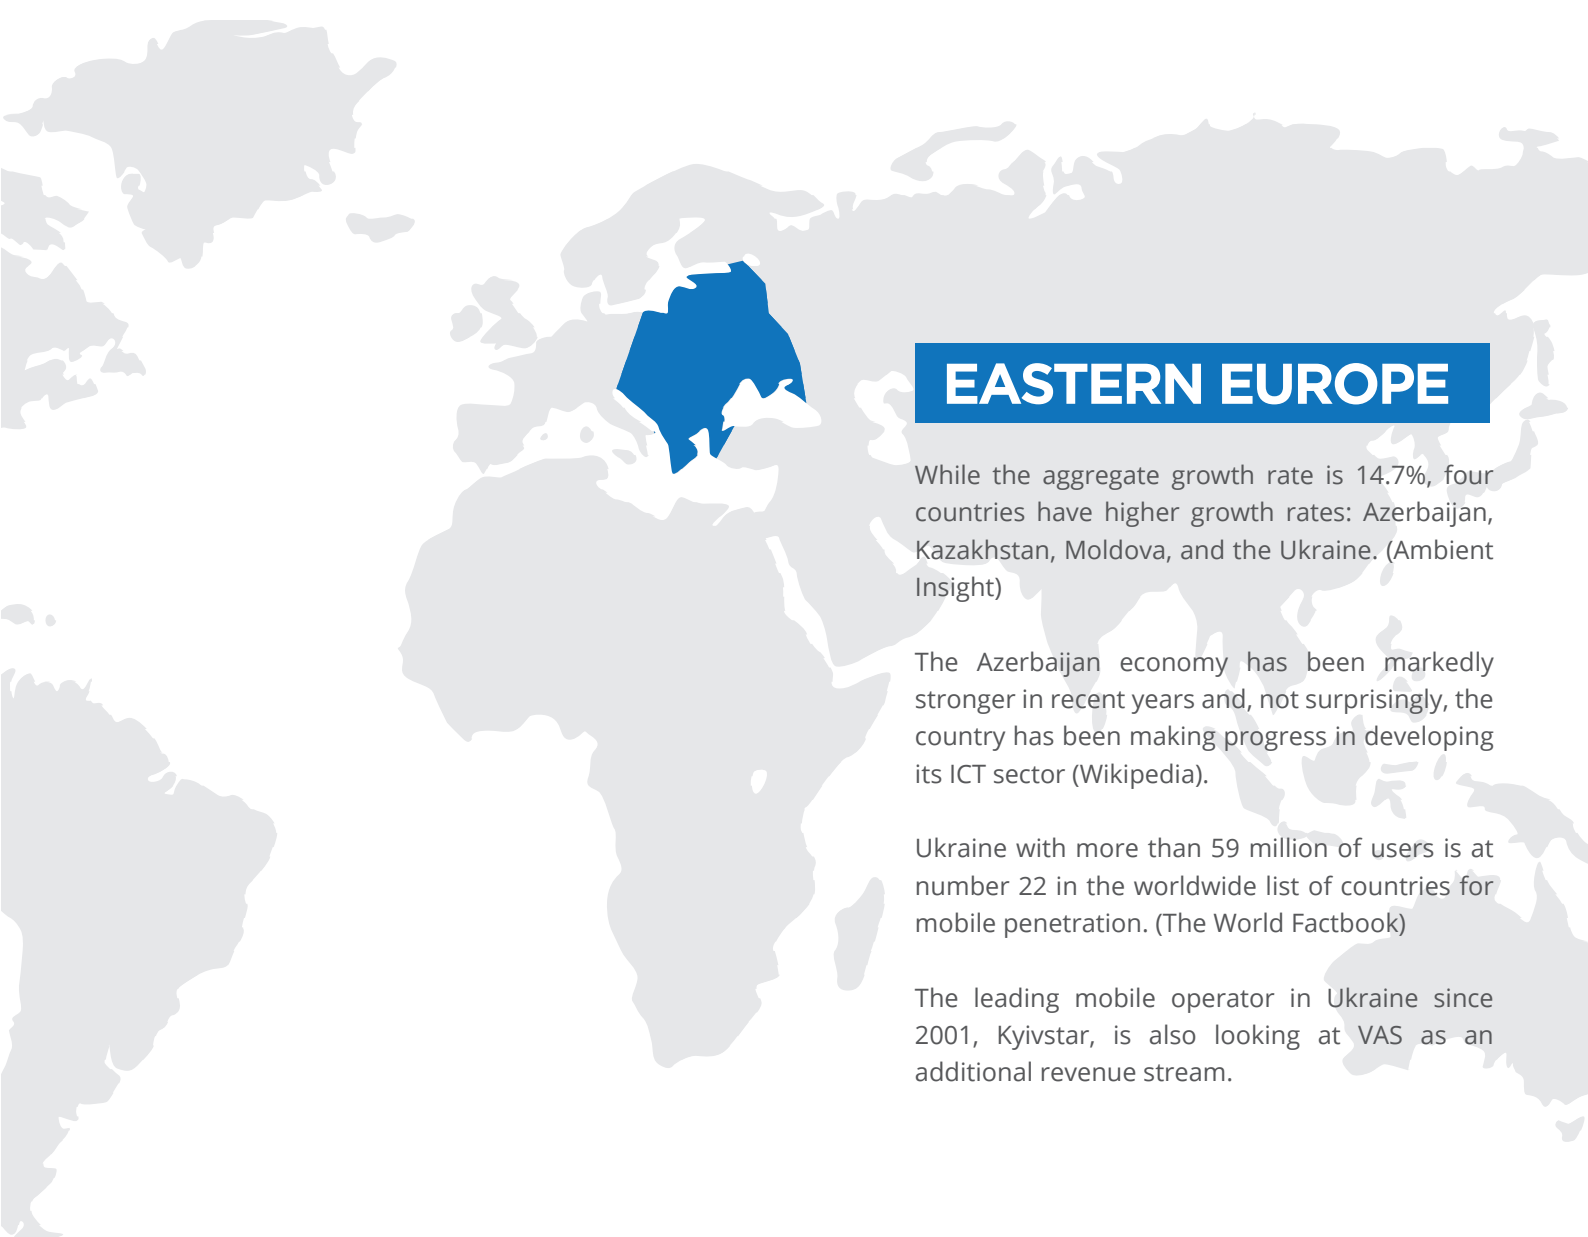 EASTERN EUROPE
While the aggregate growth rate is 14.7%, four
countries have higher growth rates: Azerbaijan,
Kazakhstan, Moldova, and the Ukraine. (Ambient
Insight)
The Azerbaijan economy has been markedly
stronger in recent years and, not surprisingly, the
country has been making progress in developing
its ICT sector (Wikipedia).
Ukraine with more than 59 million of users is at
number 22 in the worldwide list of countries for
mobile penetration. (The World Factbook)
The leading mobile operator in Ukraine since
2001, Kyivstar, is also looking at VAS as an
additional revenue stream.